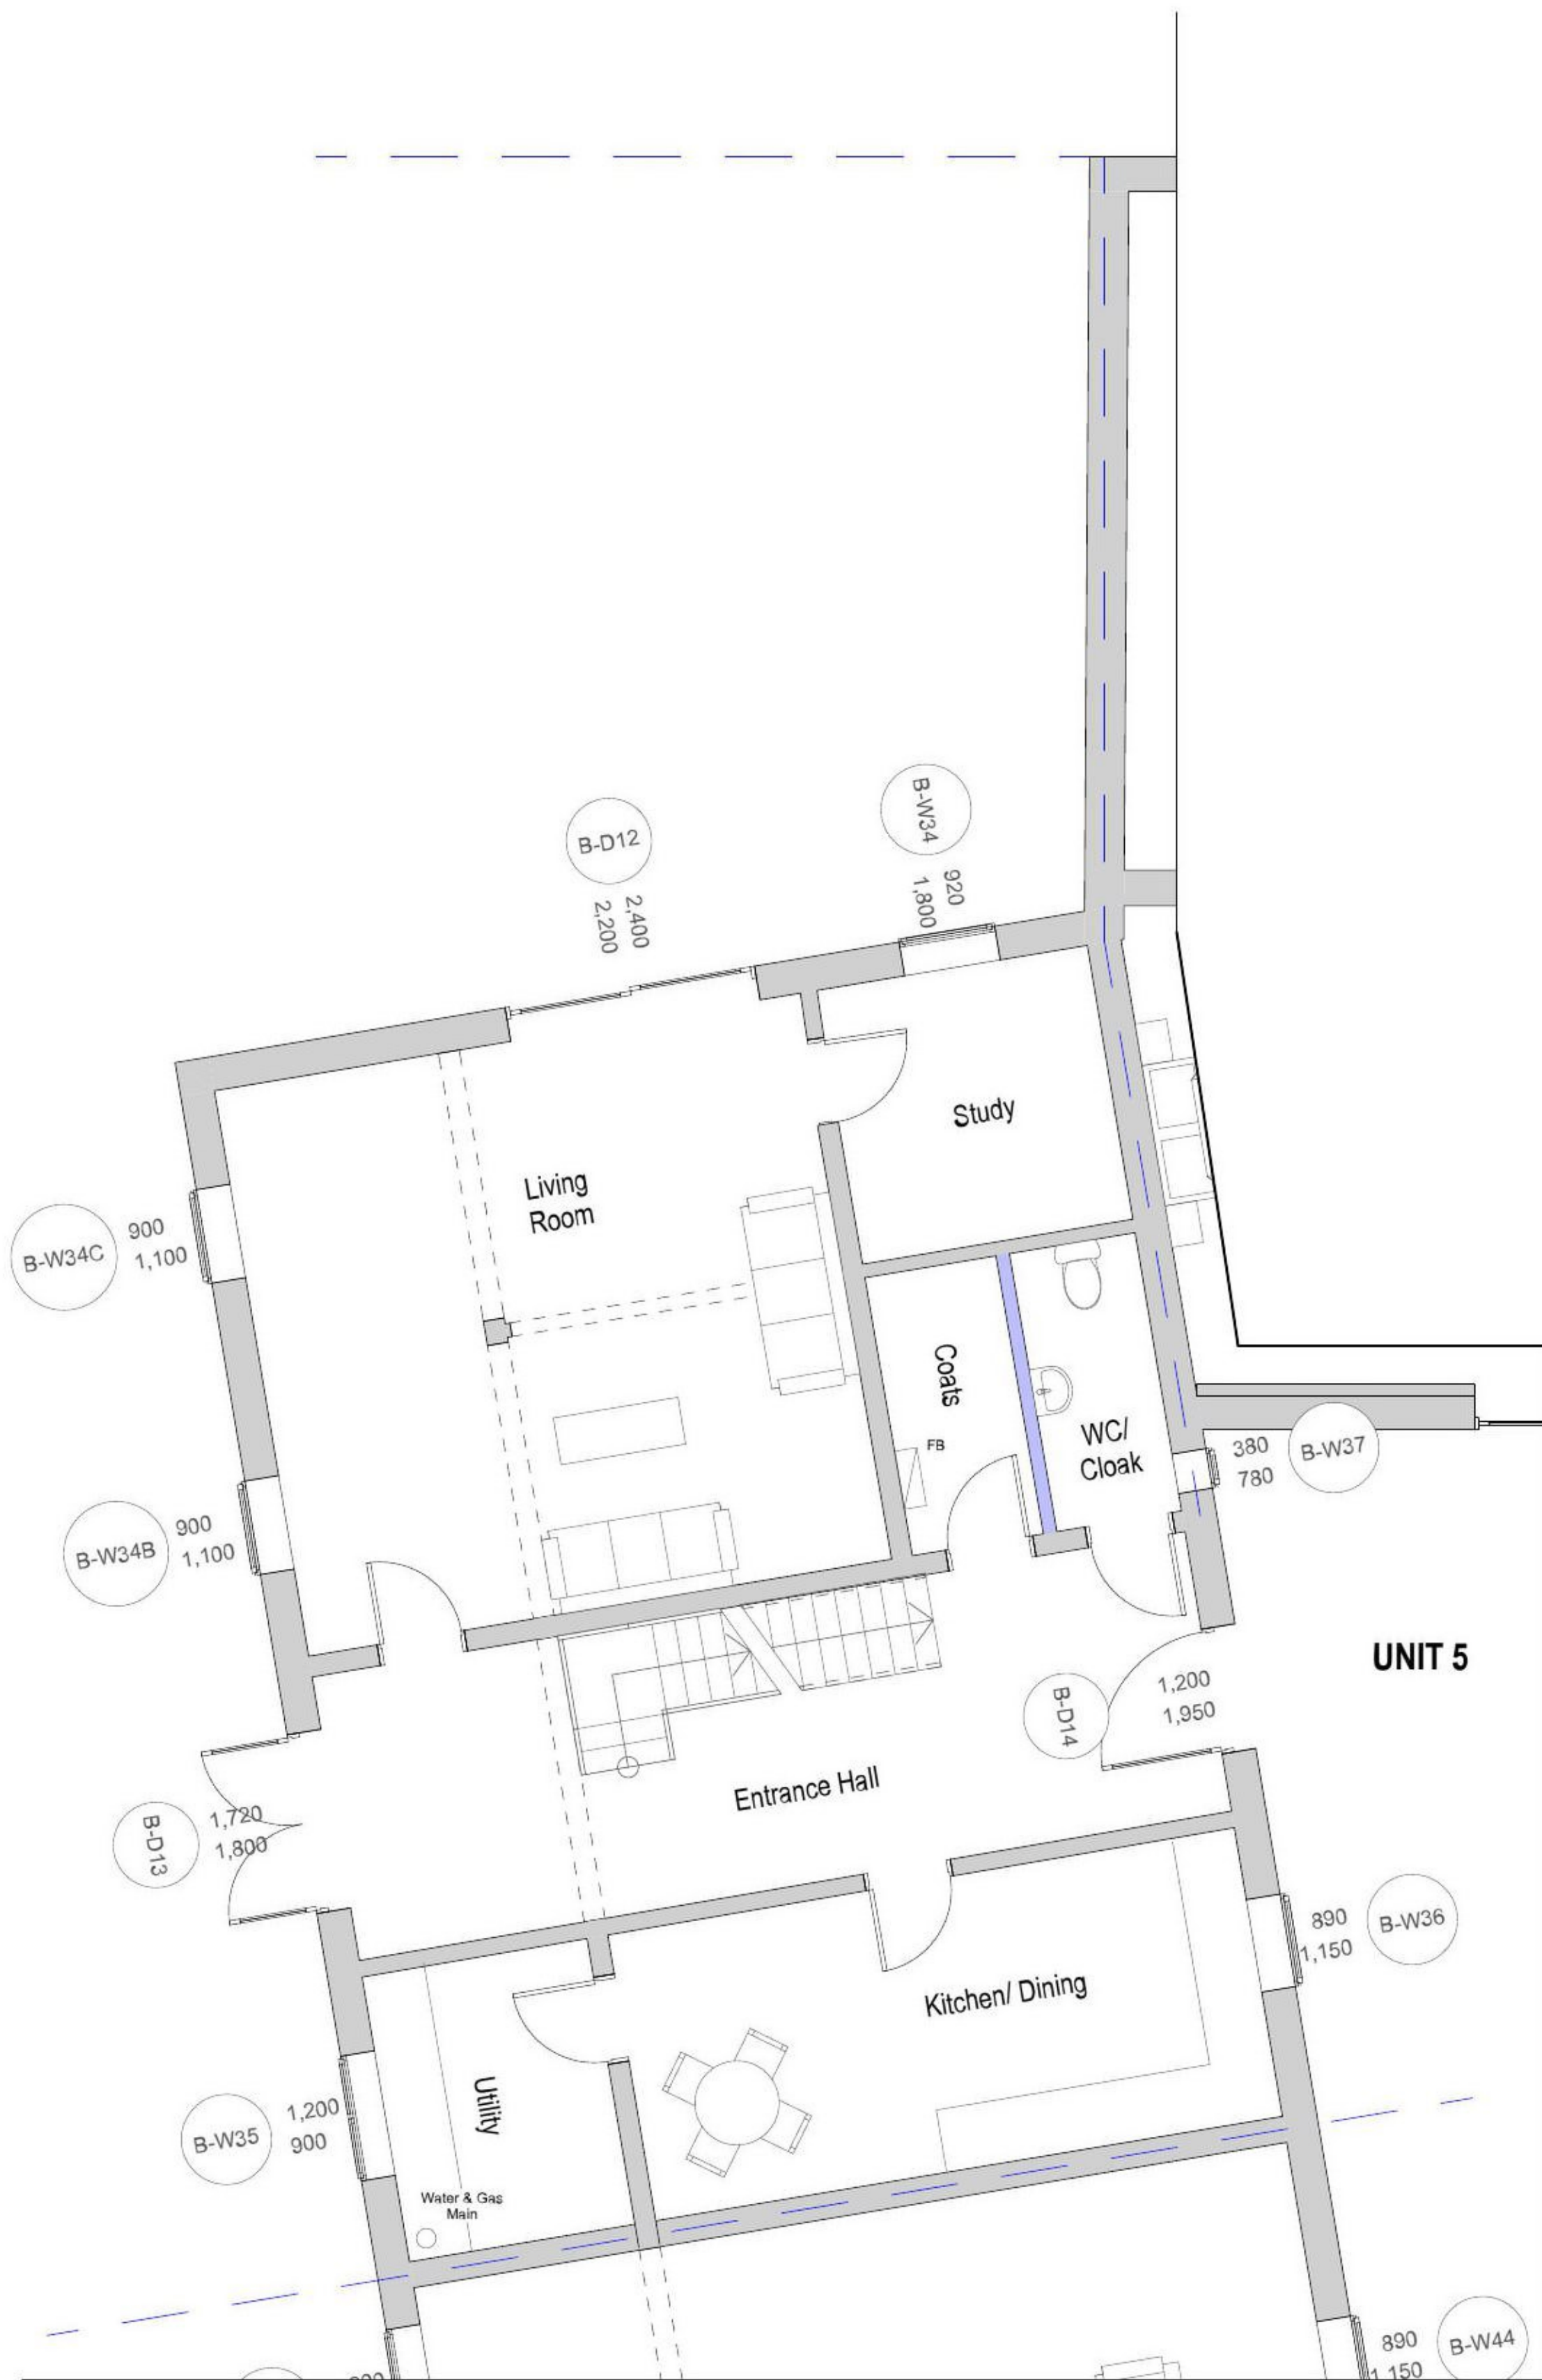 B-W34
920
1,800
B-D12
2,400
2,200
Study
Living
Room
B-W34C
900
1,100
Coats
FB
WC/
Cloak
380
780
B-W37
B-W34B
900
1,100
UNIT 5
B-D14
1,200
1,950
Entrance Hall
B-D13
1,720
1,800
890
1,150
B-W36
Kitchen/ Dining
Utility
B-W35
1,200
900
Water & Gas
Main
890
1,150
B-W44